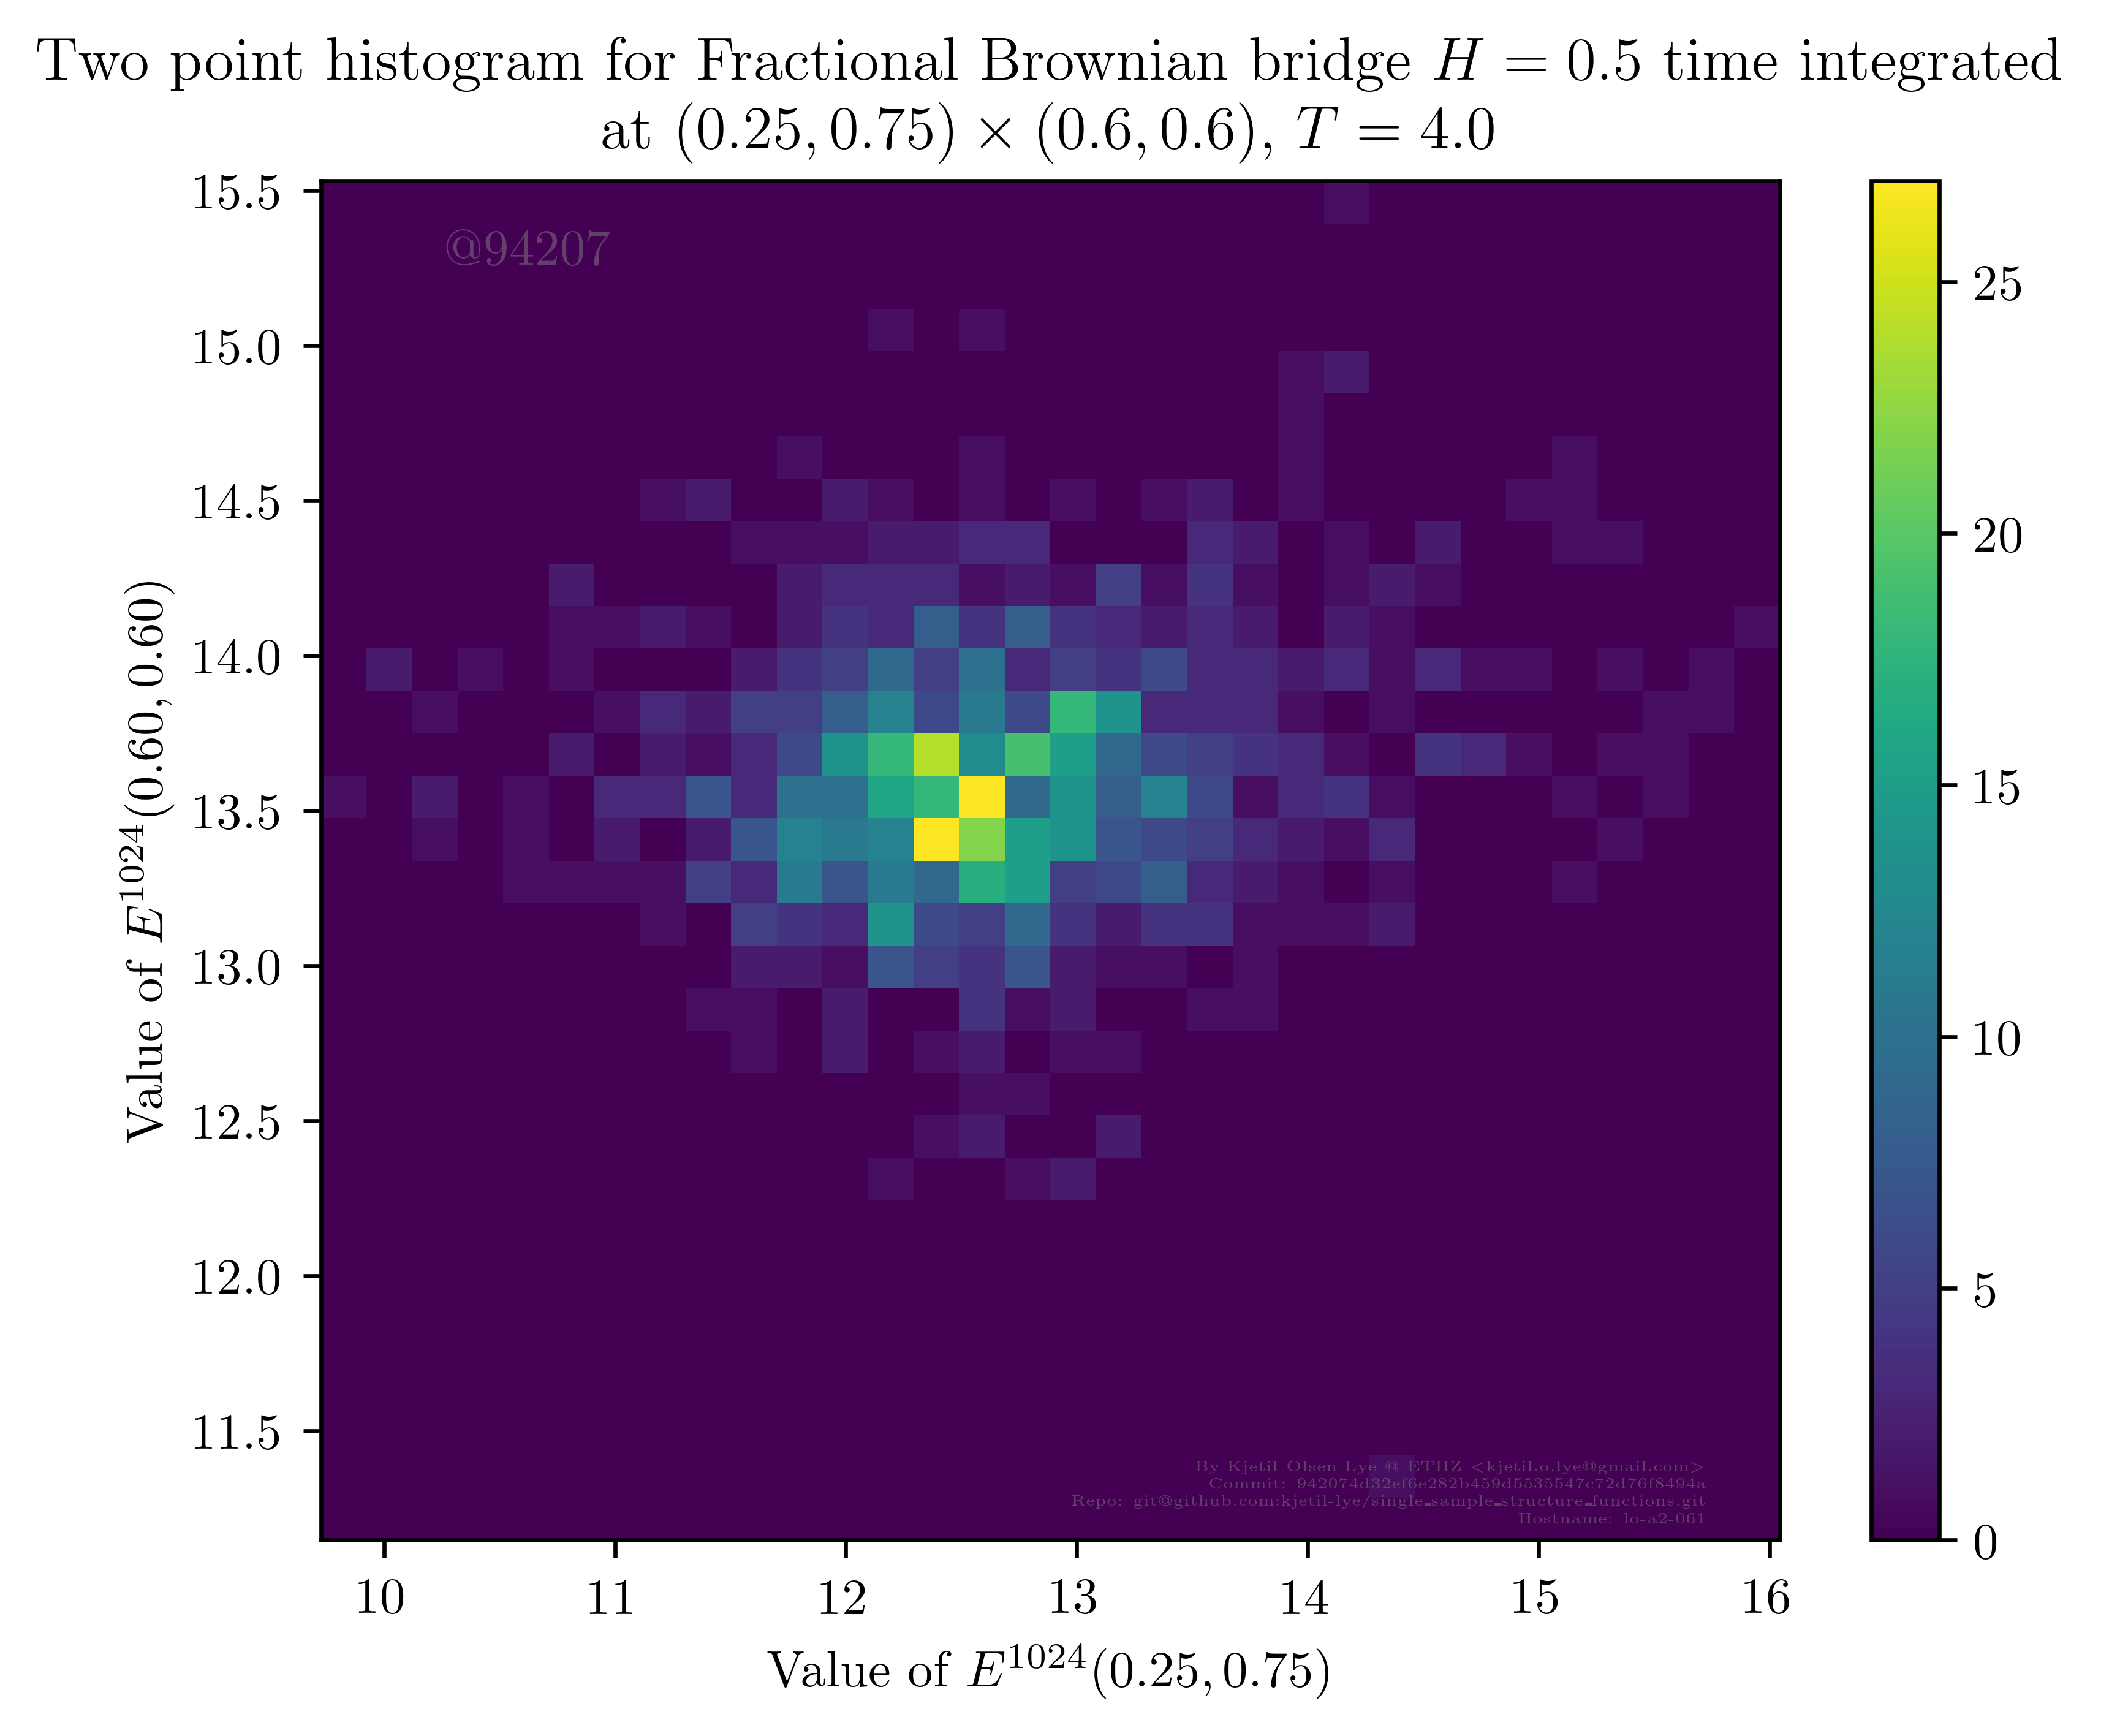 Two point histogram for Fractional Brownian bridge H = 0.5 time integrated
at (0.25, 0.75) × (0.6, 0.6), T = 4.0
@94207
15.5
15.0
14.5
14.0
13.5
13.0
12.5
12.0
11.5
Value of E^1024(0.60, 0.60)
10 11 12 13 14 15 16
Value of E^1024(0.25, 0.75)
25
20
15
10
5
0
By Kjetil Olsen Lye @ ETHZ <kjetil.o.lye@gmail.com>
Commit: 942074d32ef6e282b459d5535547c72d76f8494a
Repo: git@github.com:kjetil-lye/single_sample_structure_functions.git
Hostname: lo-a2-061